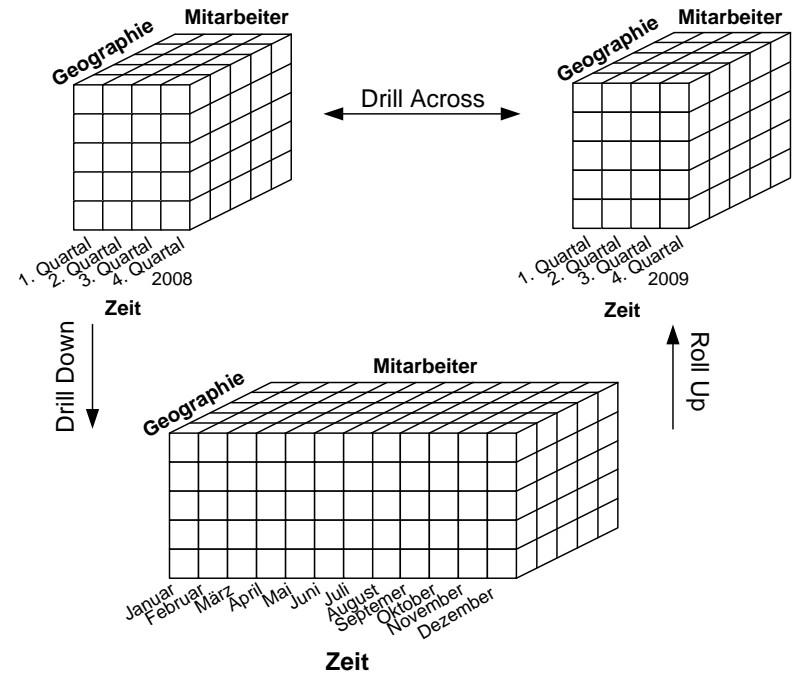 Mitarbeiter
Geographie
1. Quartal
2. Quartal
3. Quartal
4. Quartal
2008
Zeit
Drill Across
Mitarbeiter
Geographie
1. Quartal
2. Quartal
3. Quartal
4. Quartal
2009
Zeit
Drill Down
Roll Up
Mitarbeiter
Geographie
Januar
Februar
März
April
Mai
Juni
Juli
August
Septemer
Oktober
November
Dezember
Zeit